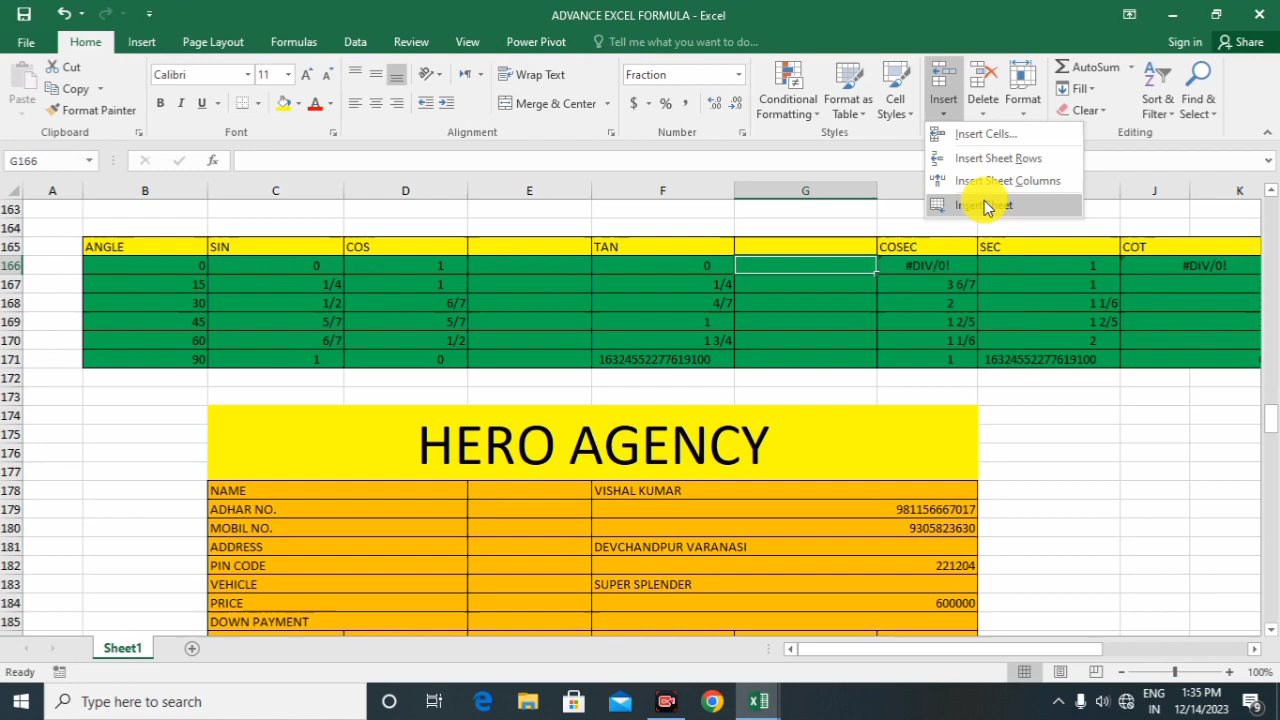 ADVANCE EXCEL FORMULA - Excel
File Home Insert Page Layout Formulas Data Review View Power Pivot Tell me what you want to do... Sign in Share
Paste
Cut
Copy
Format Painter
Clipboard
Calibri 11
B I U A
Font
Wrap Text
Merge & Center
Alignment
Fraction
$ % ,
Number
Conditional Formatting
Format as Table
Cell Styles
Styles
Insert Delete Format
AutoSum
Fill
Clear
Sort & Filter
Find & Select
Editing
Insert Cells...
Insert Sheet Rows
Insert Sheet Columns
Insert Sheet
G166 fx
A B C D E F G J K
163
164
165 ANGLE SIN COS TAN COSEC SEC COT
166 0 0 1 0 #DIV/0! 1 #DIV/0!
167 15 1/4 1 1/4 3 6/7 1
168 30 1/2 6/7 4/7 2 1 1/6
169 45 5/7 5/7 1 1 2/5 1 2/5
170 60 6/7 1/2 1 3/4 1 1/6 2
171 90 1 0 16324552277619100 1 16324552277619100
172
173
174
175 HERO AGENCY
176
177
178 NAME VISHAL KUMAR
179 ADHAR NO. 981156667017
180 MOBIL NO. 9305823630
181 ADDRESS DEVCHANDPUR VARANASI
182 PIN CODE 221204
183 VEHICLE SUPER SPLENDER
184 PRICE 600000
185 DOWN PAYMENT
Sheet1
Ready 100%
Type here to search
ENG
IN
1:35 PM
12/14/2023
9